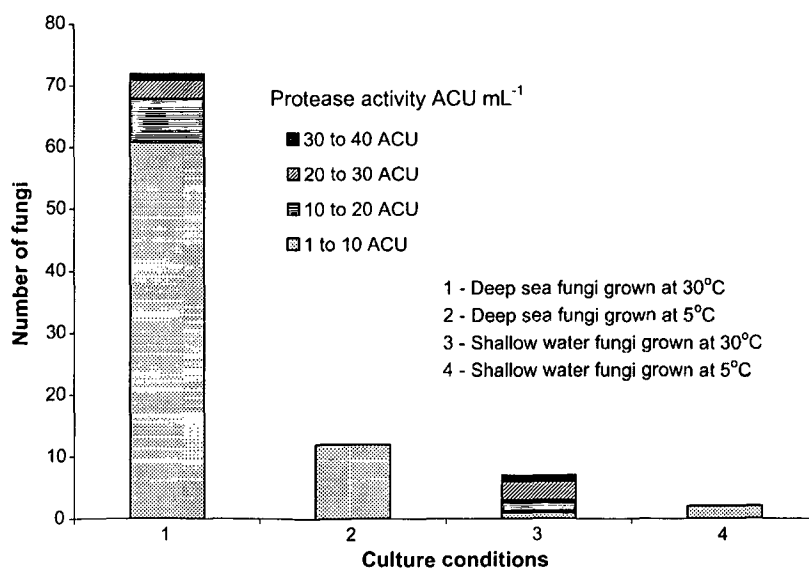 80
70
60
50
40
30
20
10
0
Number of fungi
Protease activity ACU mL⁻¹
30 to 40 ACU
20 to 30 ACU
10 to 20 ACU
1 to 10 ACU
1 - Deep sea fungi grown at 30°C
2 - Deep sea fungi grown at 5°C
3 - Shallow water fungi grown at 30°C
4 - Shallow water fungi grown at 5°C
1 2 3 4
Culture conditions